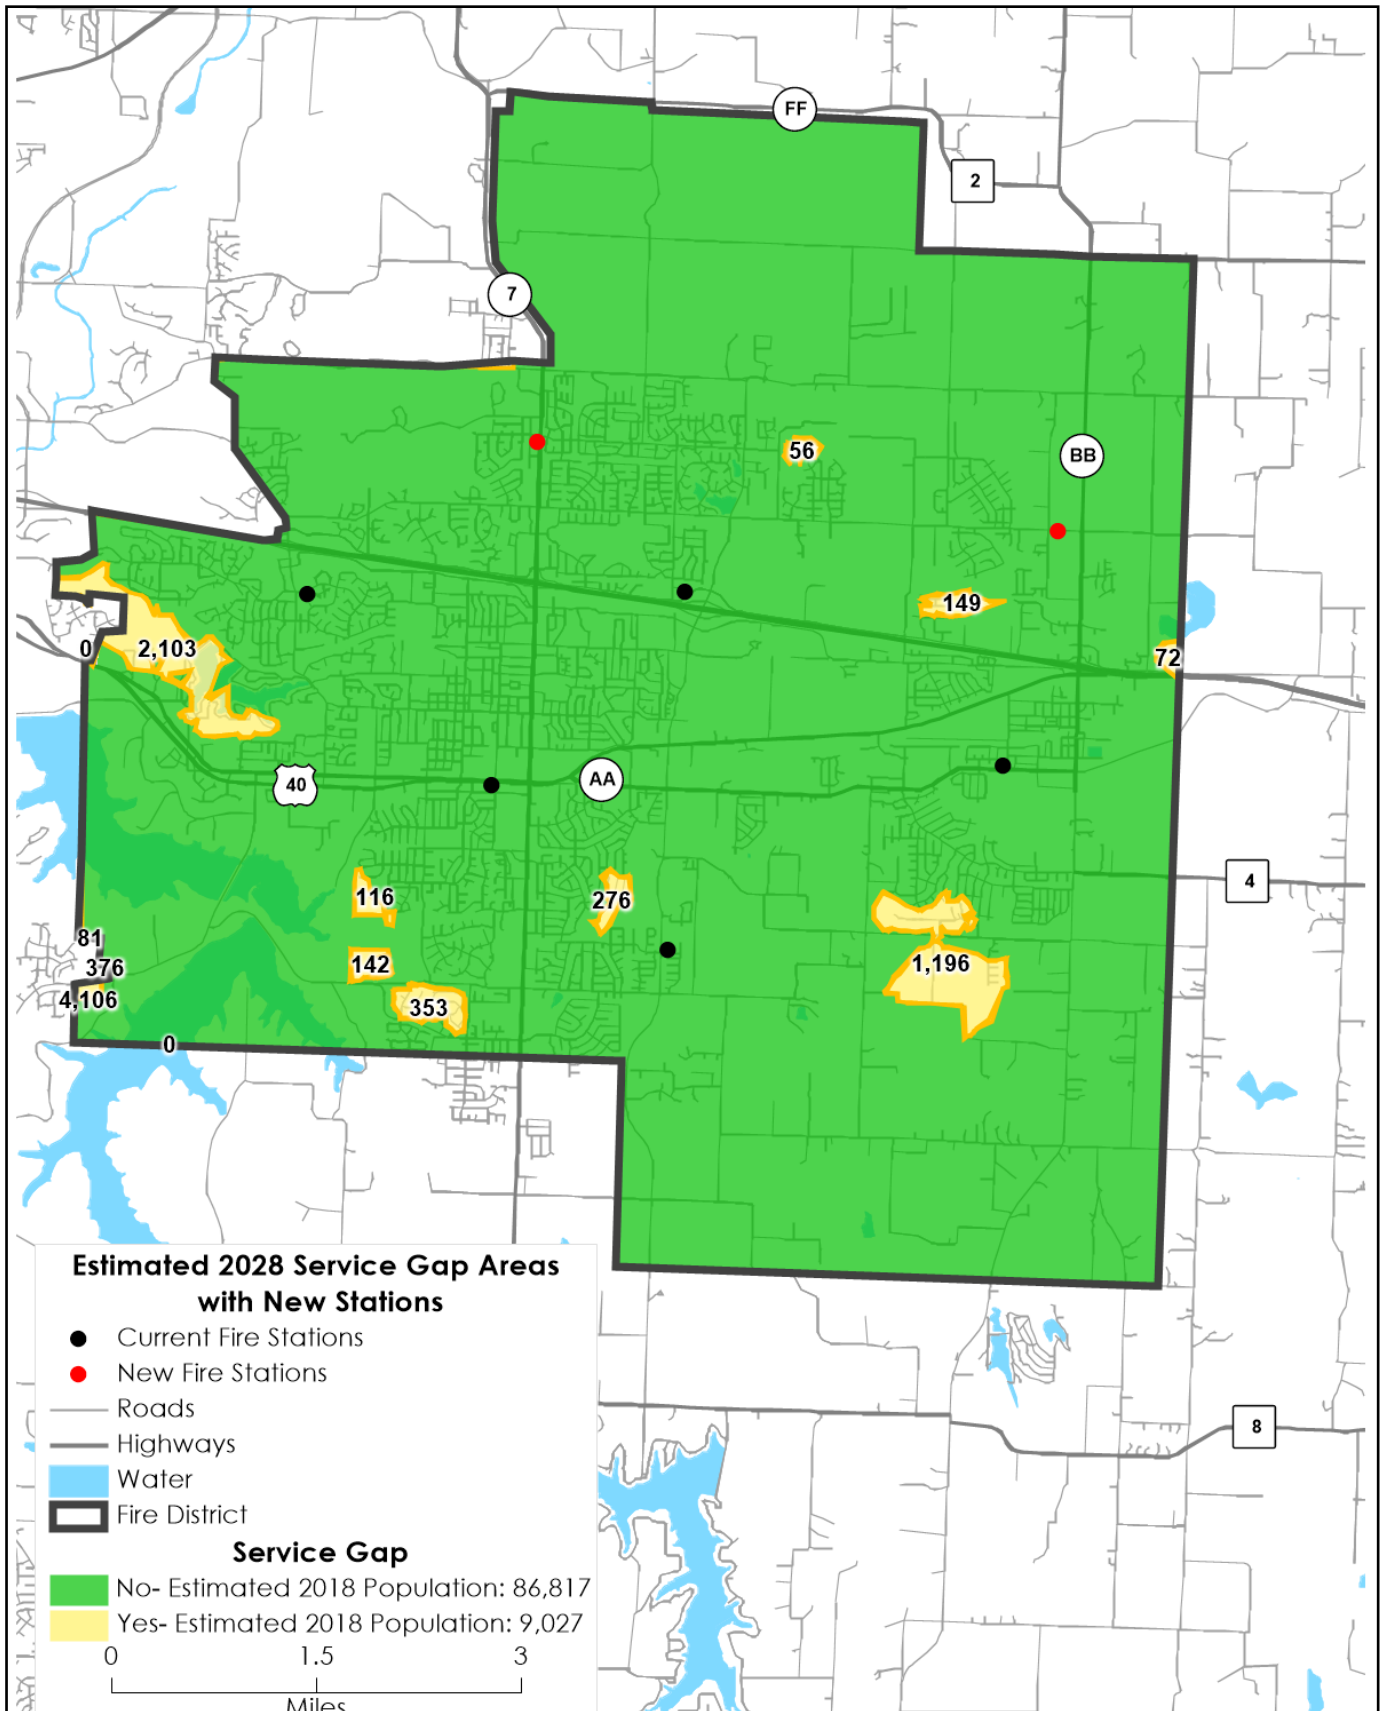 FF
2
7
56
BB
149
0
2,103
72
40
AA
4
116
276
81
142
376
1,196
4,106
353
0
Estimated 2028 Service Gap Areas
with New Stations
Current Fire Stations
New Fire Stations
Roads
Highways
Water
Fire District
8
Service Gap
No- Estimated 2018 Population: 86,817
Yes- Estimated 2018 Population: 9,027
0 1.5 3
Miles